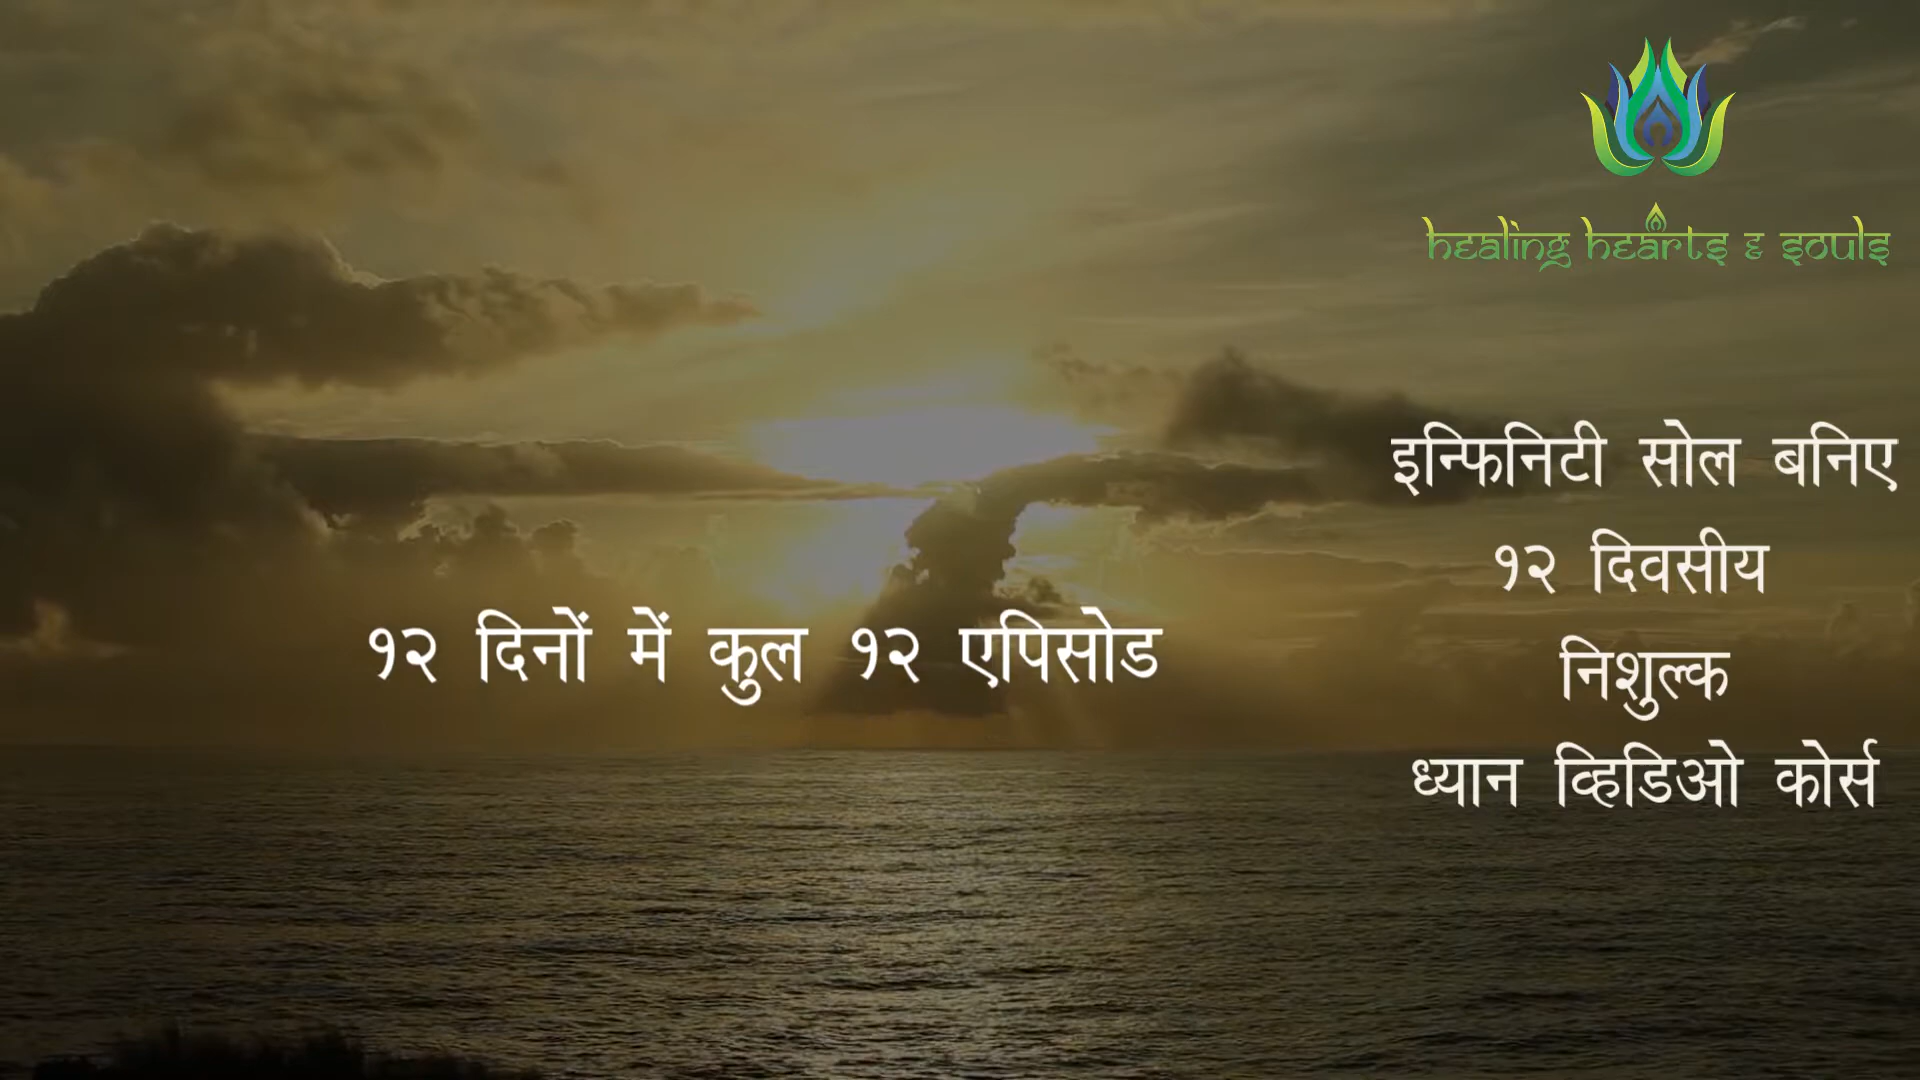 Healing Hearts & Souls
इन्फिनिटी सोल बनिए
१२ दिवसीय
निशुल्क
ध्यान व्हिडिओ कोर्स
१२ दिनों में कुल १२ एपिसोड